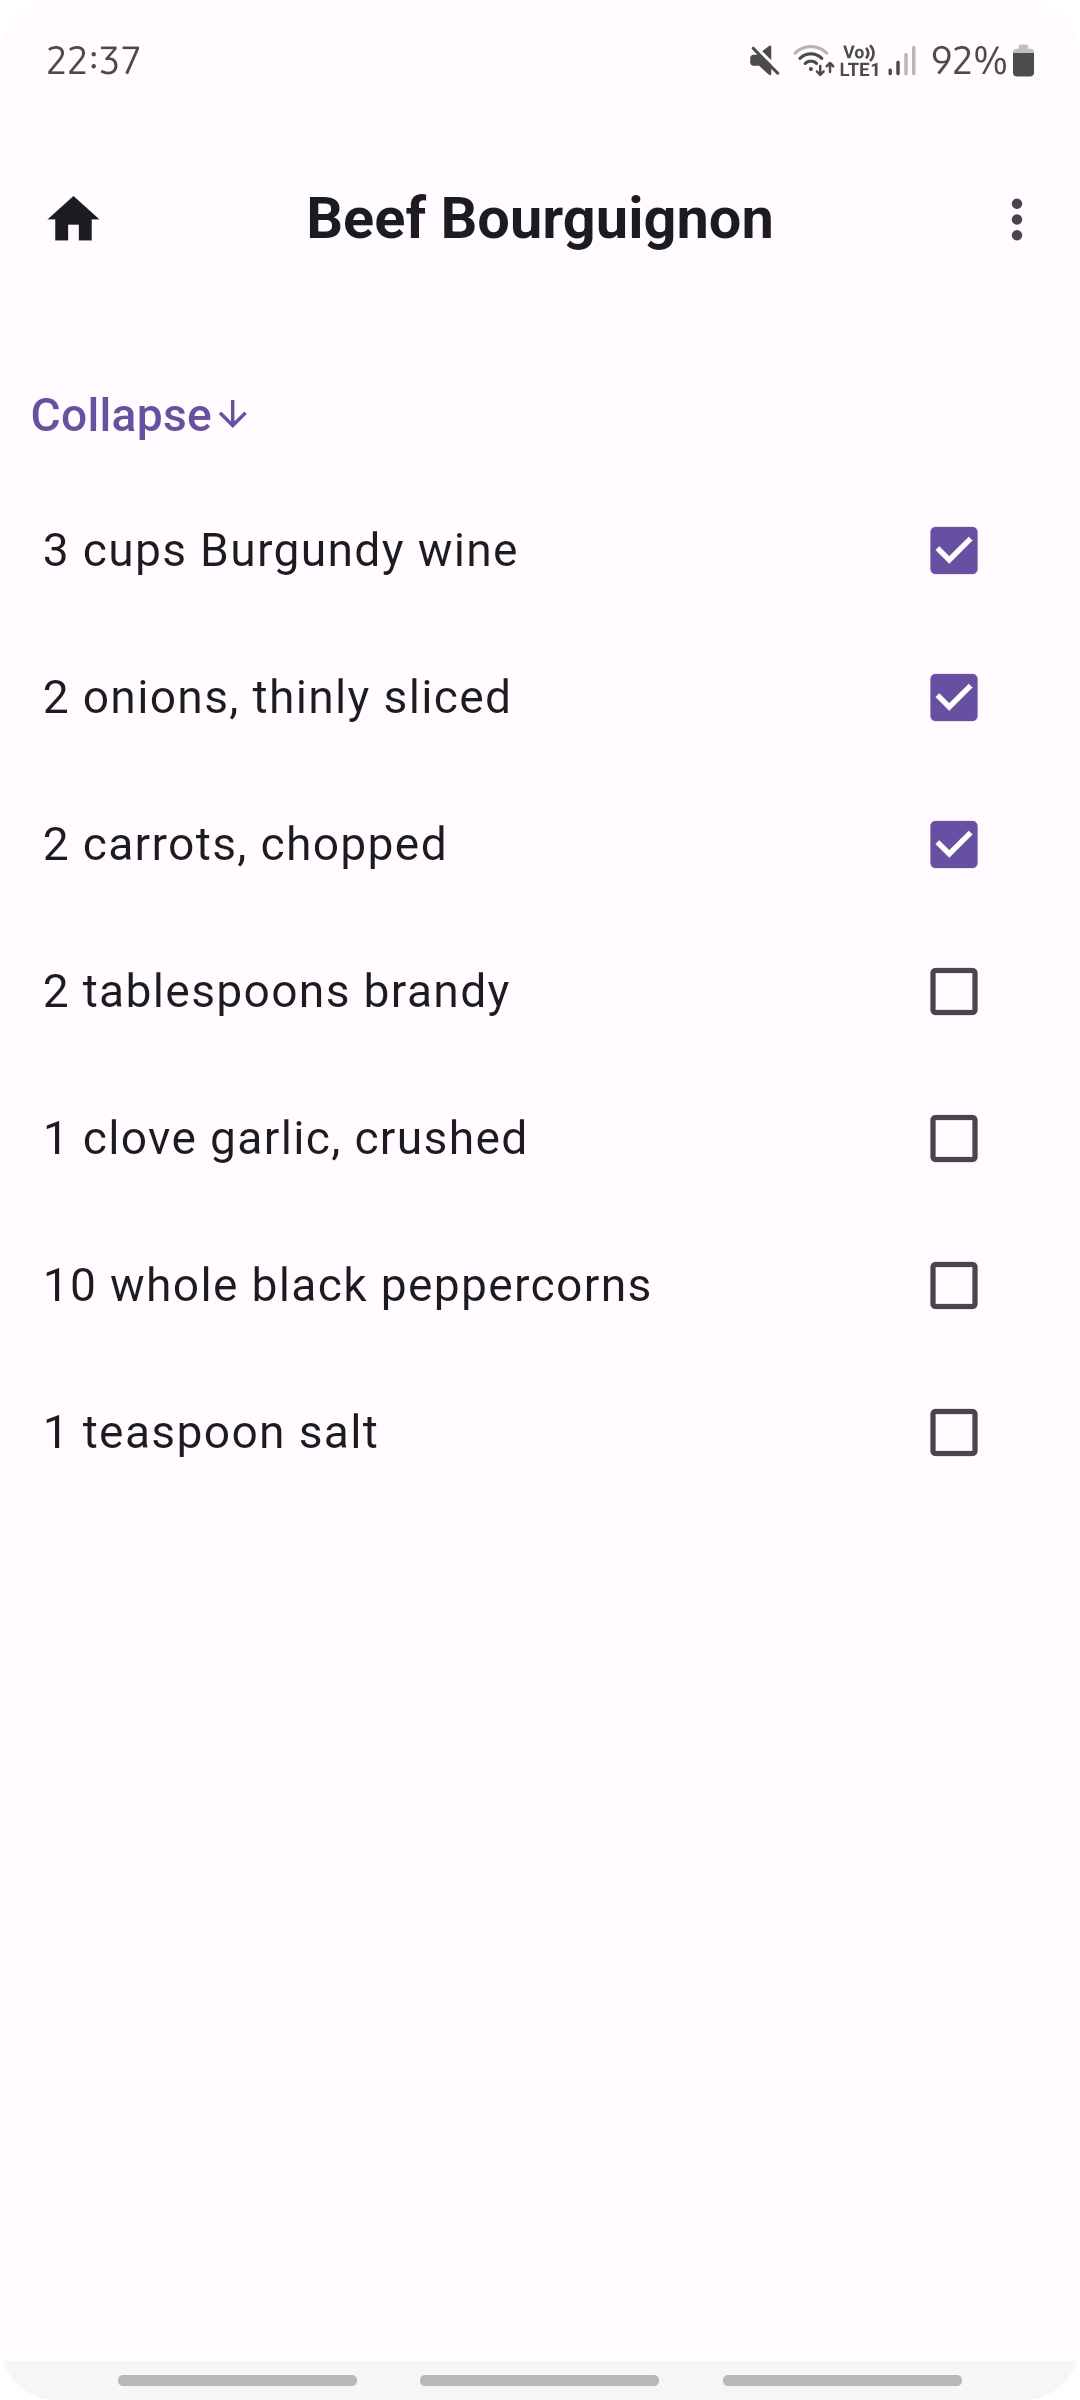 22:37 Vo)) LTE1 92%
Beef Bourguignon
Collapse
3 cups Burgundy wine
2 onions, thinly sliced
2 carrots, chopped
2 tablespoons brandy
1 clove garlic, crushed
10 whole black peppercorns
1 teaspoon salt